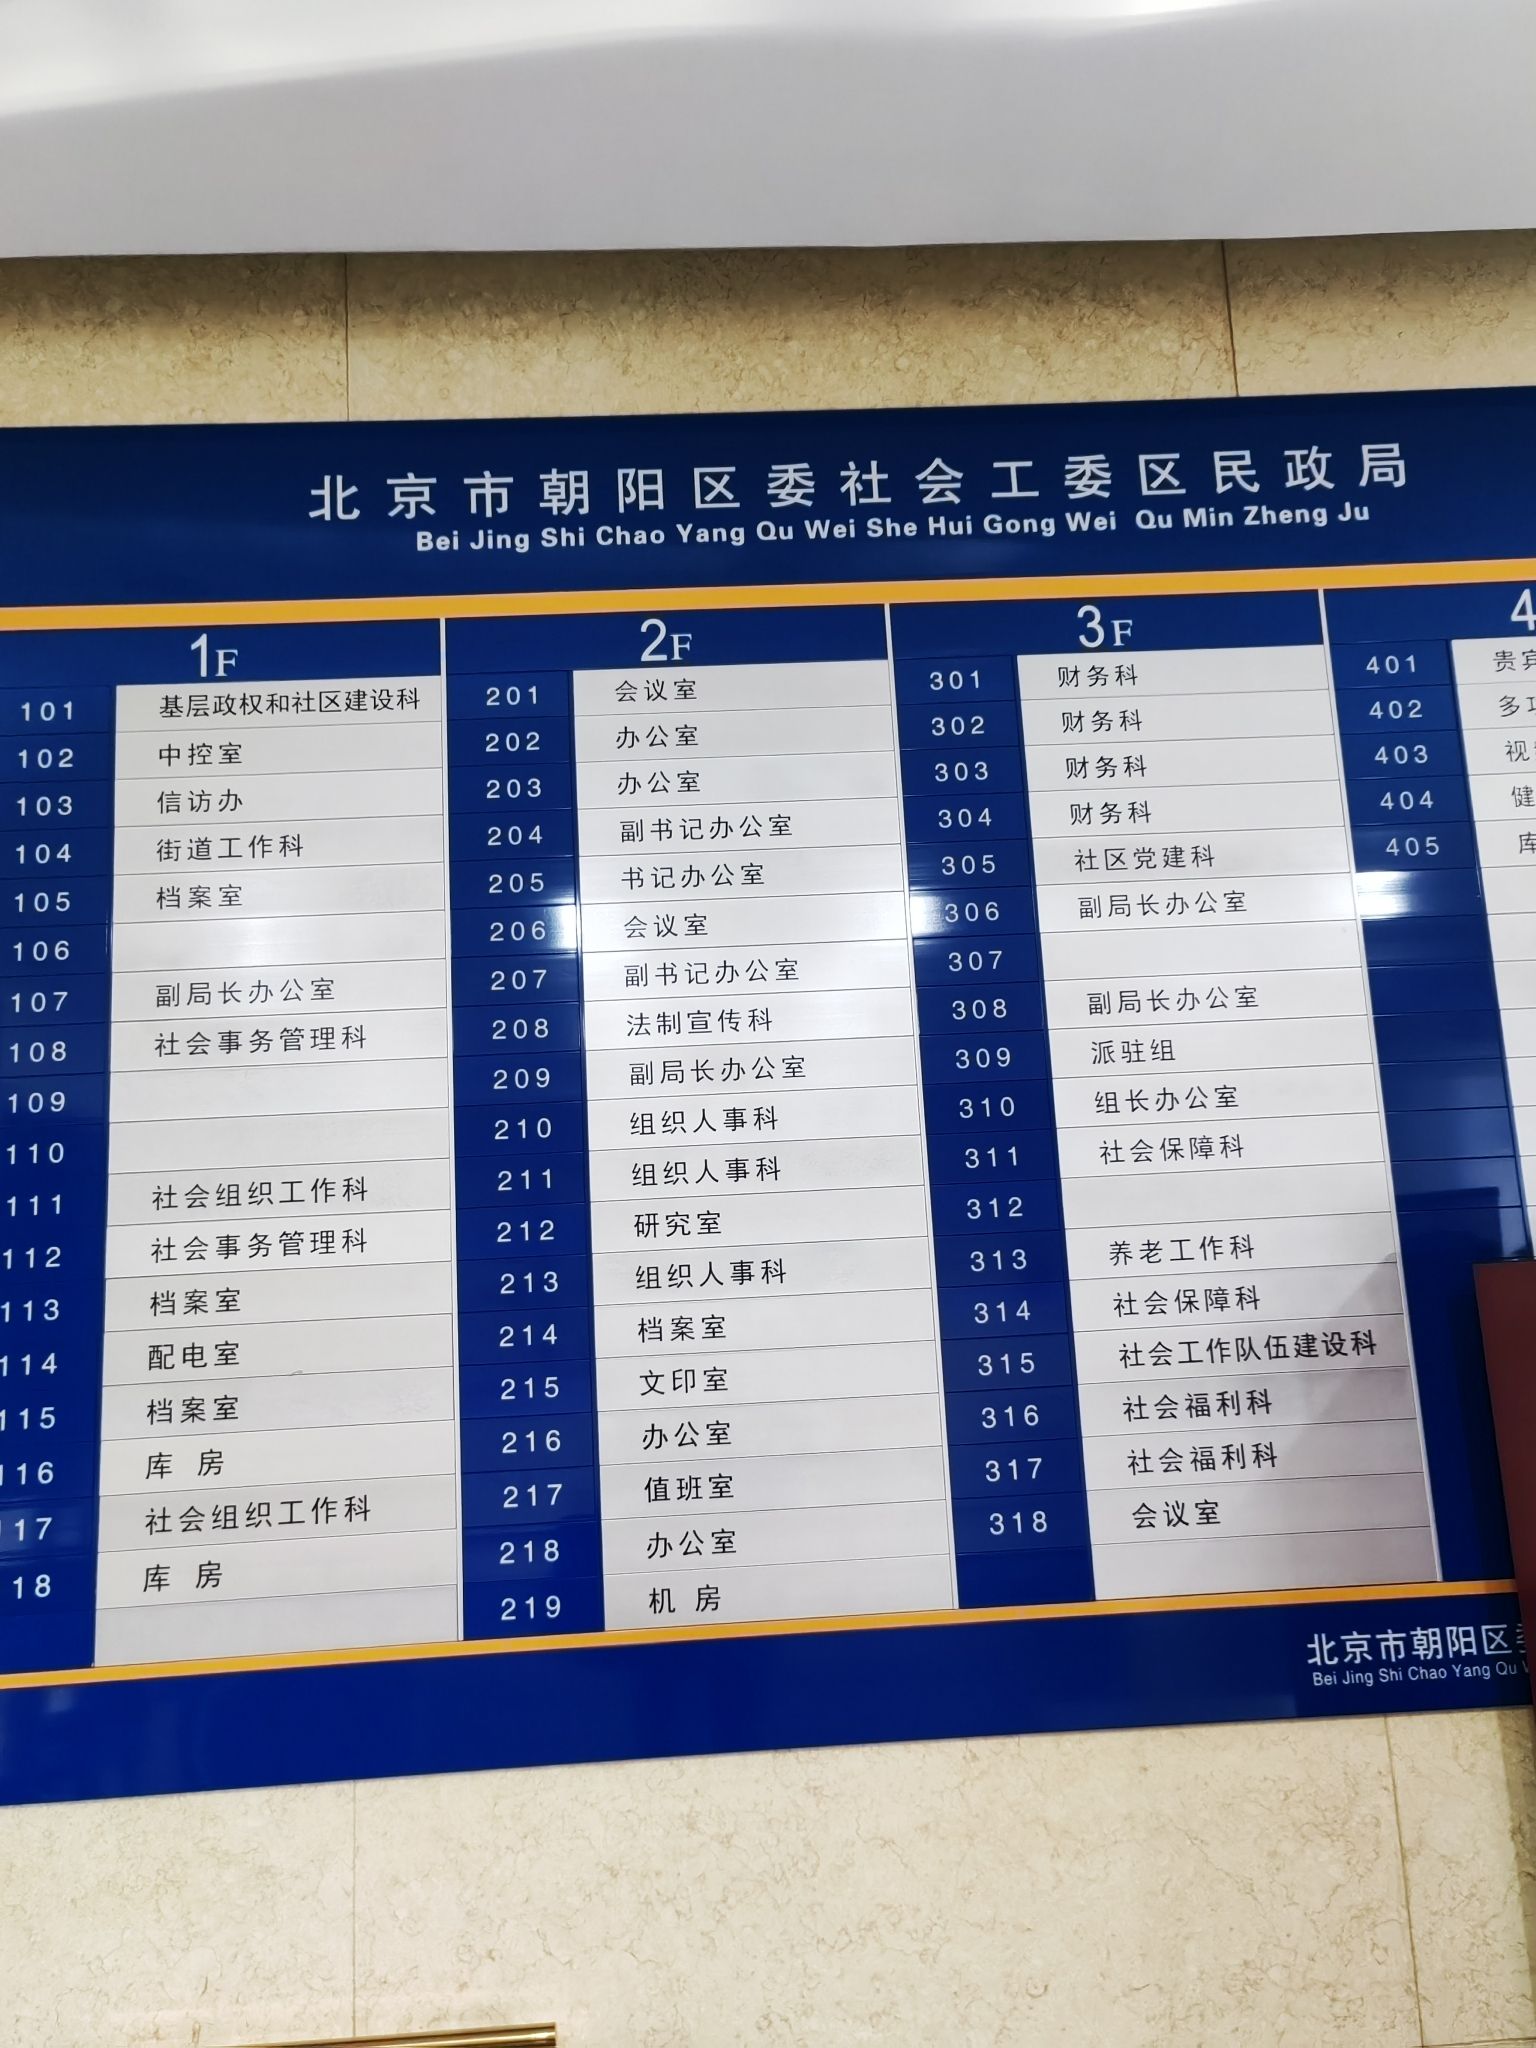 北京市朝阳区委社会工委区民政局
Bei Jing Shi Chao Yang Qu Wei She Hui Gong Wei Qu Min Zheng Ju
1F
101 基层政权和社区建设科
102 中控室
103 信访办
104 街道工作科
105 档案室
106
107 副局长办公室
108 社会事务管理科
109
110
111 社会组织工作科
112 社会事务管理科
113 档案室
114 配电室
115 档案室
116 库 房
117 社会组织工作科
18 库 房
2F
201 会议室
202 办公室
203 办公室
204 副书记办公室
205 书记办公室
206 会议室
207 副书记办公室
208 法制宣传科
209 副局长办公室
210 组织人事科
211 组织人事科
212 研究室
213 组织人事科
214 档案室
215 文印室
216 办公室
217 值班室
218 办公室
219 机 房
3F
301 财务科
302 财务科
303 财务科
304 财务科
305 社区党建科
306 副局长办公室
307
308 副局长办公室
309 派驻组
310 组长办公室
311 社会保障科
312
313 养老工作科
314 社会保障科
315 社会工作队伍建设科
316 社会福利科
317 社会福利科
318 会议室
4
401 贵
402 多
403 视
404 健
405 库
北京市朝阳区
Bei Jing Shi Chao Yang Qu